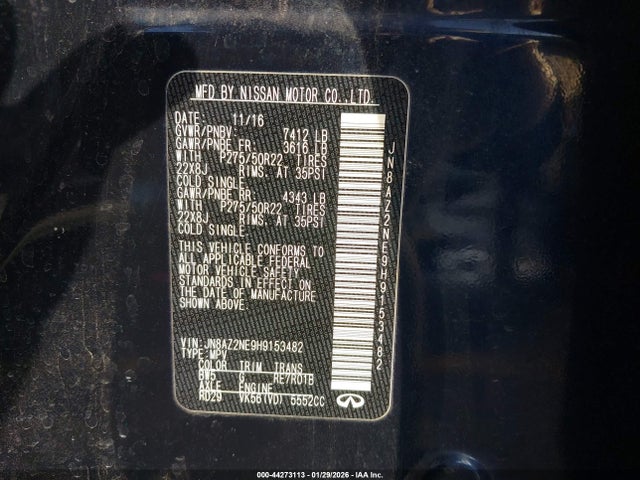 MFD BY NISSAN MOTOR CO.,LTD.
DATE: 11/16
GVWR/PNBV 7412 LB
GAWR/PNBE FR 3616 LB
WITH P275/50R22 TIRES
22X8J RIMS. AT 35PSI
COLD SINGLE
GAWR/PNBE RR 4343 LB
WITH P275/50R22 TIRES
22X8J RIMS. AT 35PSI
COLD SINGLE
THIS VEHICLE CONFORMS TO
ALL APPLICABLE FEDERAL
MOTOR VEHICLE SAFETY
STANDARDS IN EFFECT ON
THE DATE OF MANUFACTURE
SHOWN ABOVE.
VIN:JN8AZ2NE9H9153482
TYPE:MPV
COLOR TRIM TRANS
RE7R01B
AXLE ENGINE
RD29 VK56(VD) 5552CC
JN8AZ2NE9H9153482
000-44273113 - 01/29/2026 - IAA Inc.